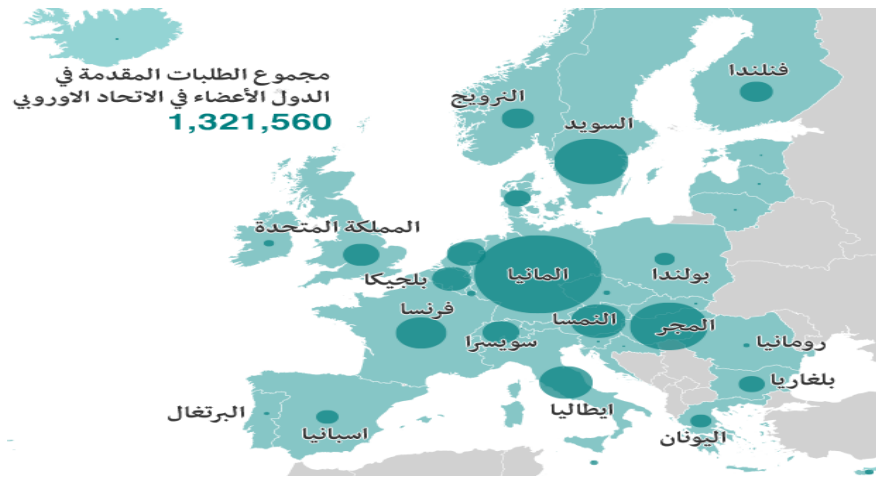 مجموع الطلبات المقدمة في
الدول الأعضاء في الاتحاد الاوروبي
1,321,560
فنلندا
النرويج
السويد
المملكة المتحدة
بلجيكا
المانيا
بولندا
فرنسا
سويسرا
النمسا
المجر
رومانيا
بلغاريا
ايطاليا
البرتغال
اسبانيا
اليونان